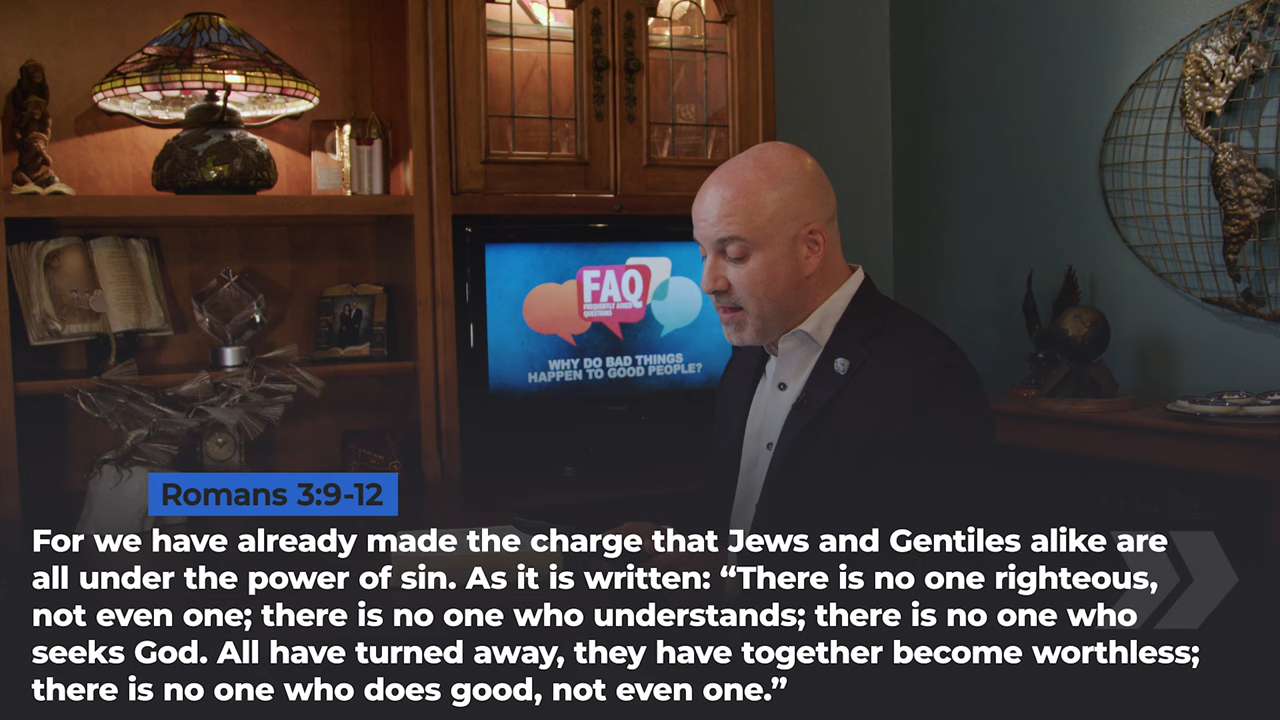 FAQ
FREQUENTLY ASKED
QUESTIONS
WHY DO BAD THINGS
HAPPEN TO GOOD PEOPLE?
Romans 3:9-12
For we have already made the charge that Jews and Gentiles alike are
all under the power of sin. As it is written: “There is no one righteous,
not even one; there is no one who understands; there is no one who
seeks God. All have turned away, they have together become worthless;
there is no one who does good, not even one.”